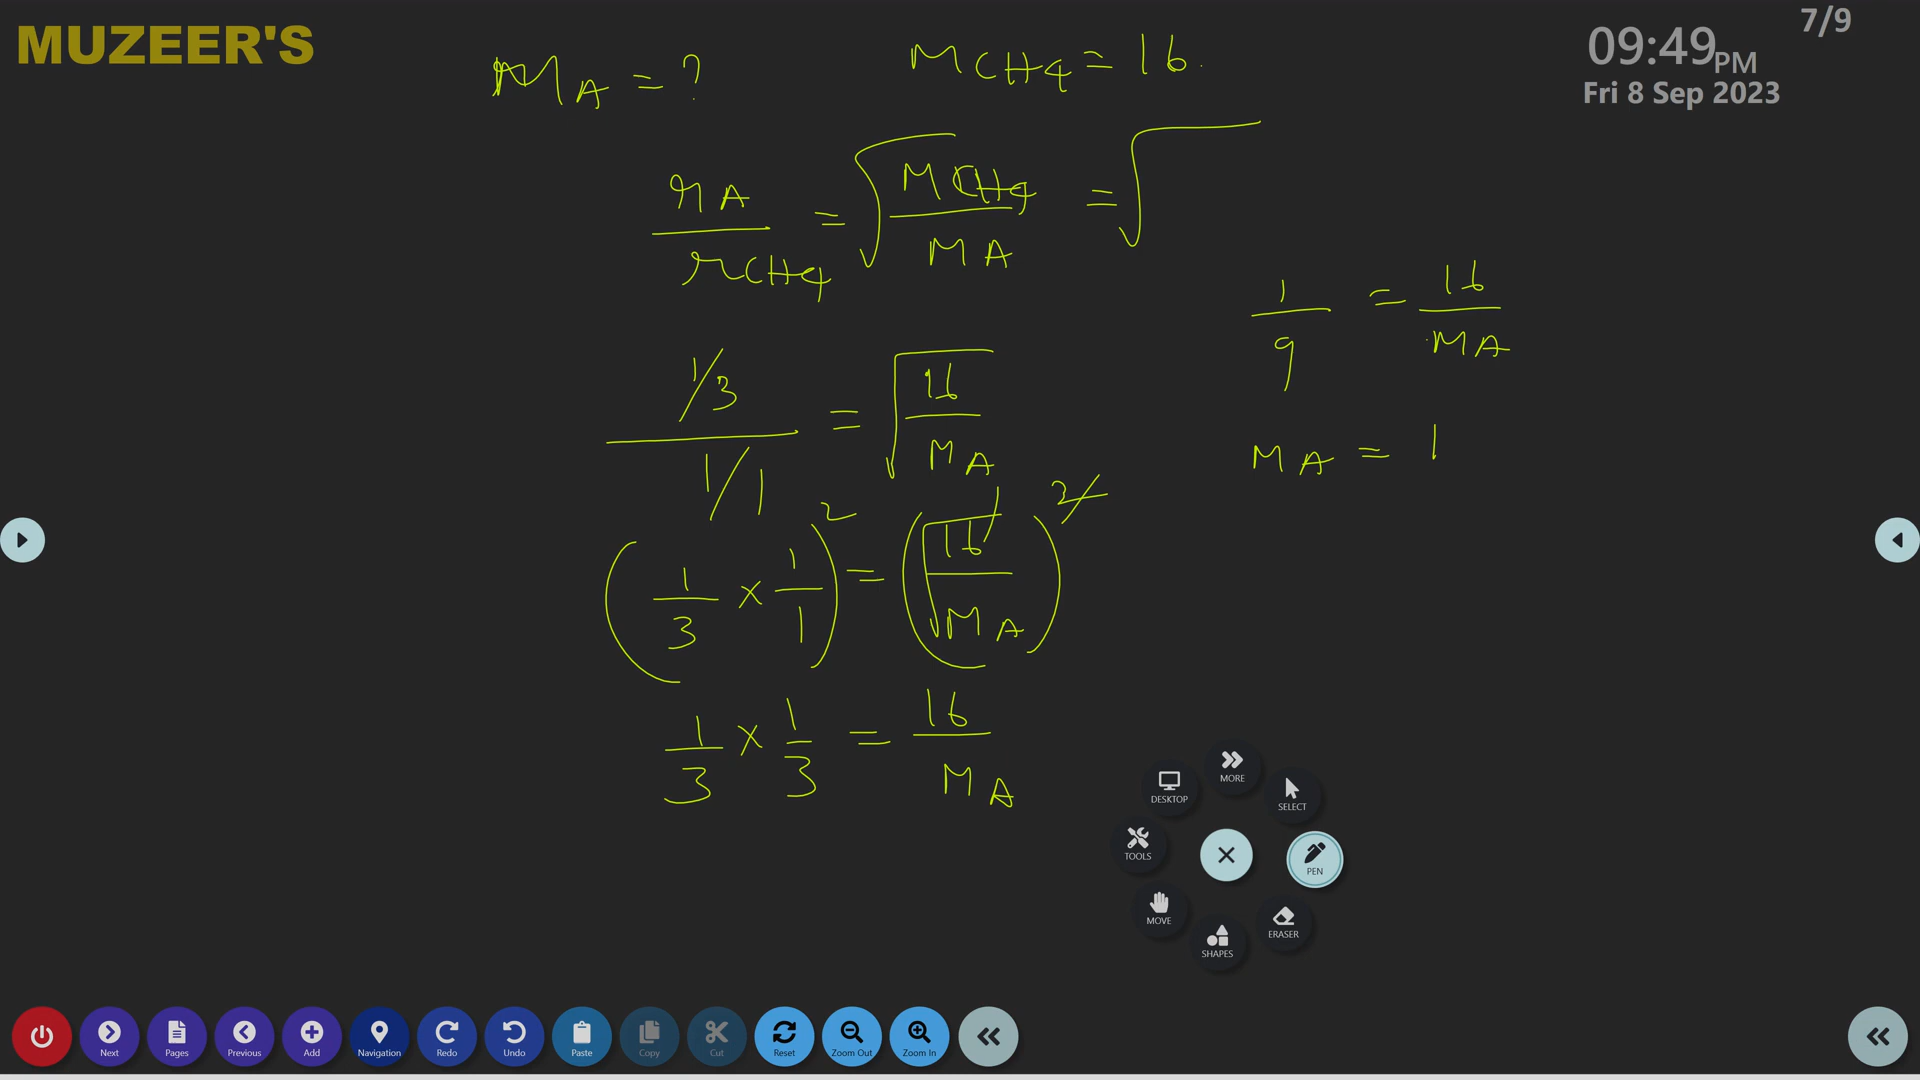 MUZEER'S
7/9
09:49PM
Fri 8 Sep 2023
MA = ?
MCH4 = 16.
rA / rCH4 = √(MCH4 / MA) = √
1/3 / 1/1 = √(16 / MA)
(1/3 × 1/1)² = (√(16 / MA))²
1/3 × 1/3 = 16 / MA
1/9 = 16 / MA
MA = 1
MORE
DESKTOP
SELECT
TOOLS
PEN
MOVE
ERASER
SHAPES
Next
Pages
Previous
Add
Navigation
Redo
Undo
Paste
Copy
Cut
Reset
Zoom Out
Zoom In